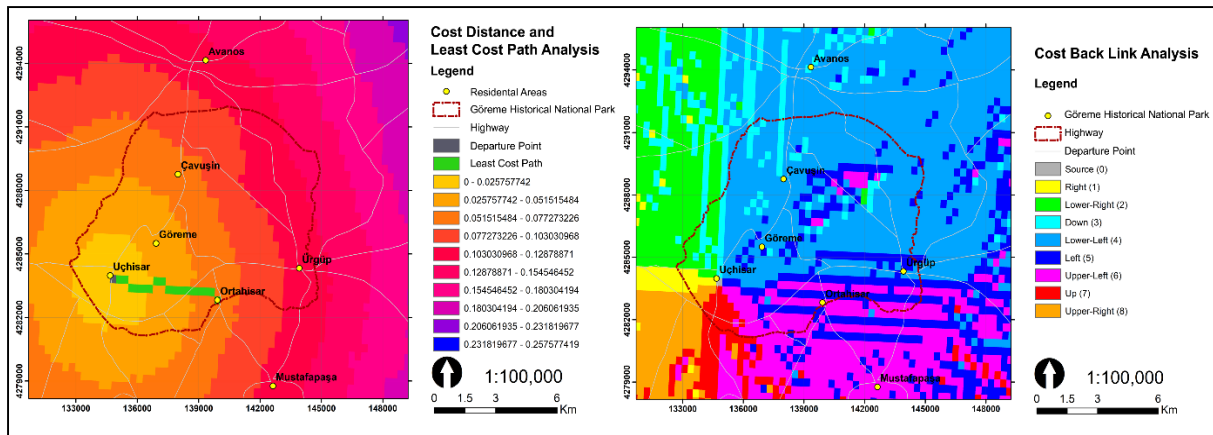 Cost Distance and
Least Cost Path Analysis
Legend
Residental Areas
Göreme Historical National Park
Highway
Departure Point
Least Cost Path
0 - 0.025757742
0.025757742 - 0.051515484
0.051515484 - 0.077273226
0.077273226 - 0.103030968
0.103030968 - 0.12878871
0.12878871 - 0.154546452
0.154546452 - 0.180304194
0.180304194 - 0.206061935
0.206061935 - 0.231819677
0.231819677 - 0.257577419
1:100,000
0 1.5 3 6
Km
Avanos
Çavuşin
Göreme
Uçhisar
Ürgüp
Ortahisar
Mustafapaşa
4294000
4291000
4288000
4285000
4282000
4279000
133000 136000 139000 142000 145000 148000
Cost Back Link Analysis
Legend
Göreme Historical National Park
Highway
Departure Point
Source (0)
Right (1)
Lower-Right (2)
Down (3)
Lower-Left (4)
Left (5)
Upper-Left (6)
Up (7)
Upper-Right (8)
1:100,000
0 1.5 3 6
Km
Avanos
Çavuşin
Göreme
Uçhisar
Ürgüp
Ortahisar
Mustafapaşa
4294000
4291000
4288000
4285000
4282000
4279000
133000 136000 139000 142000 145000 148000